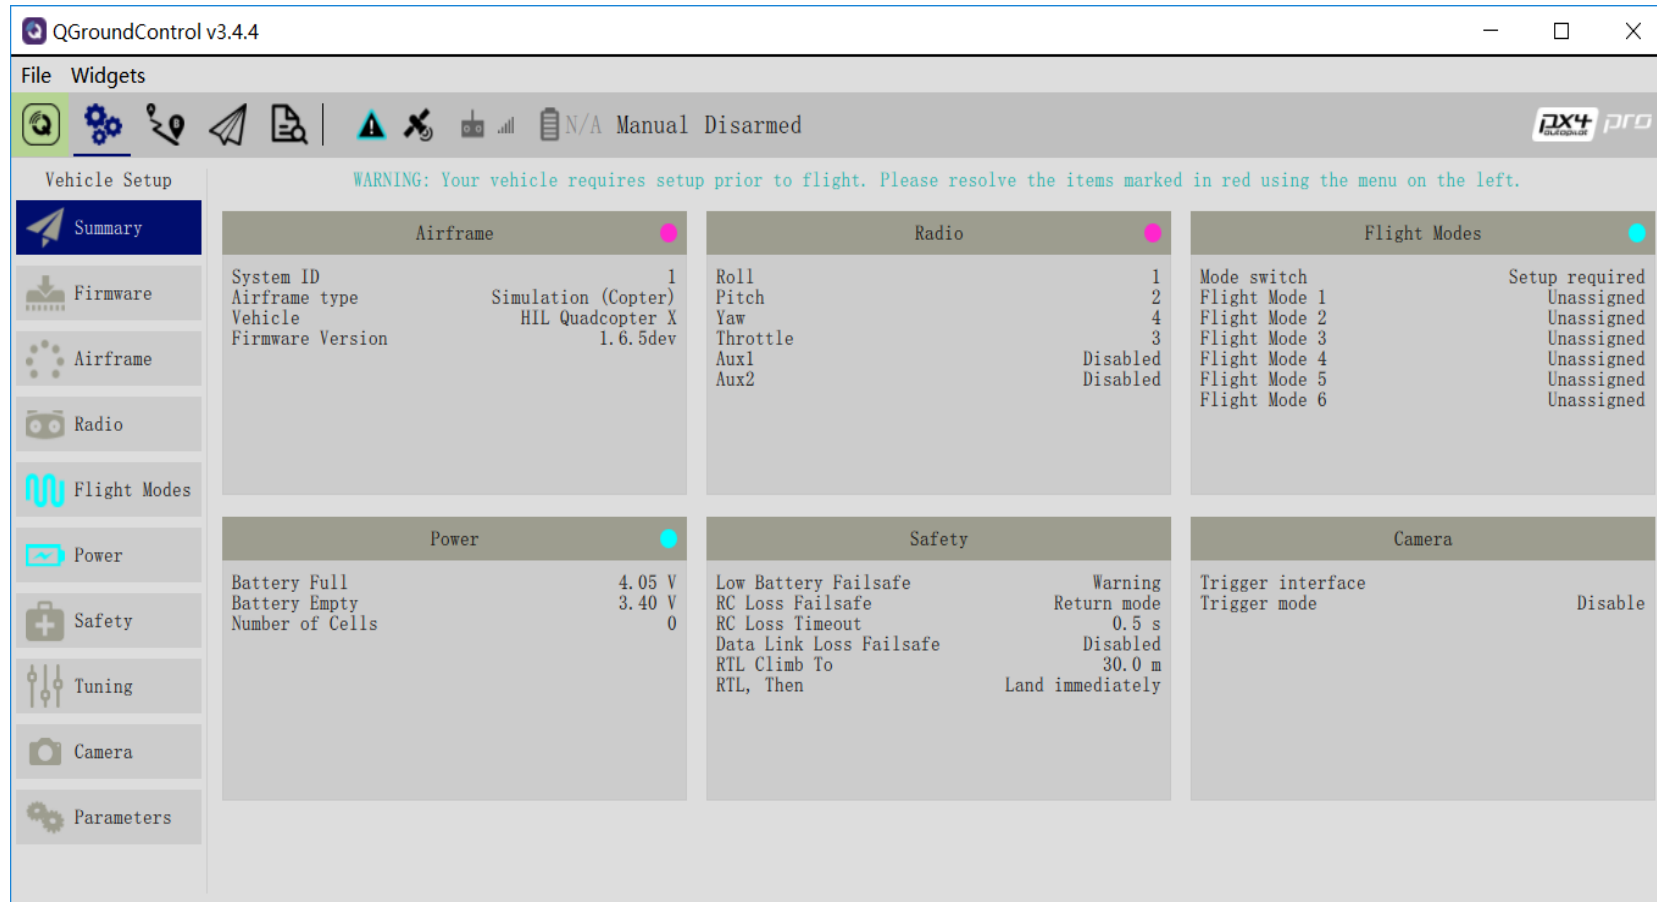 QGroundControl v3.4.4
File Widgets
N/A Manual Disarmed
px4 autopilot pro
Vehicle Setup
WARNING: Your vehicle requires setup prior to flight. Please resolve the items marked in red using the menu on the left.
Summary
Firmware
Airframe
Radio
Flight Modes
Power
Safety
Tuning
Camera
Parameters
Airframe
System ID 1
Airframe type Simulation (Copter)
Vehicle HIL Quadcopter X
Firmware Version 1.6.5dev
Radio
Roll 1
Pitch 2
Yaw 4
Throttle 3
Aux1 Disabled
Aux2 Disabled
Flight Modes
Mode switch Setup required
Flight Mode 1 Unassigned
Flight Mode 2 Unassigned
Flight Mode 3 Unassigned
Flight Mode 4 Unassigned
Flight Mode 5 Unassigned
Flight Mode 6 Unassigned
Power
Battery Full 4.05 V
Battery Empty 3.40 V
Number of Cells 0
Safety
Low Battery Failsafe Warning
RC Loss Failsafe Return mode
RC Loss Timeout 0.5 s
Data Link Loss Failsafe Disabled
RTL Climb To 30.0 m
RTL, Then Land immediately
Camera
Trigger interface
Trigger mode Disable